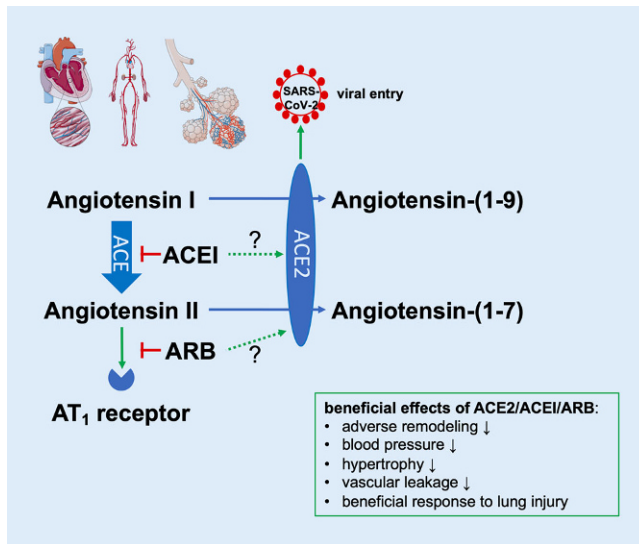 SARS-
CoV-2
viral entry
Angiotensin I
Angiotensin-(1-9)
ACE
ACEI
?
ACE2
Angiotensin II
Angiotensin-(1-7)
ARB
?
AT₁ receptor
beneficial effects of ACE2/ACEI/ARB:
• adverse remodeling ↓
• blood pressure ↓
• hypertrophy ↓
• vascular leakage ↓
• beneficial response to lung injury